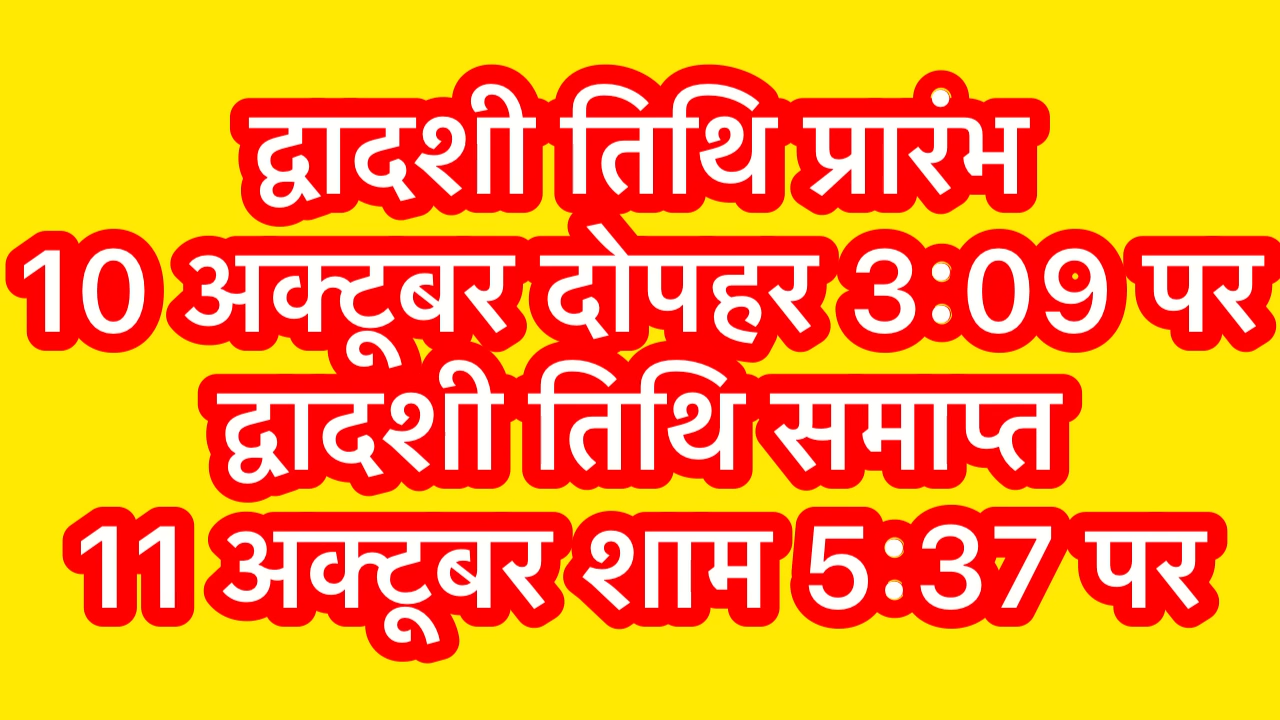 द्वादशी तिथि प्रारंभ
10 अक्टूबर दोपहर 3:09 पर
द्वादशी तिथि समाप्त
11 अक्टूबर शाम 5:37 पर